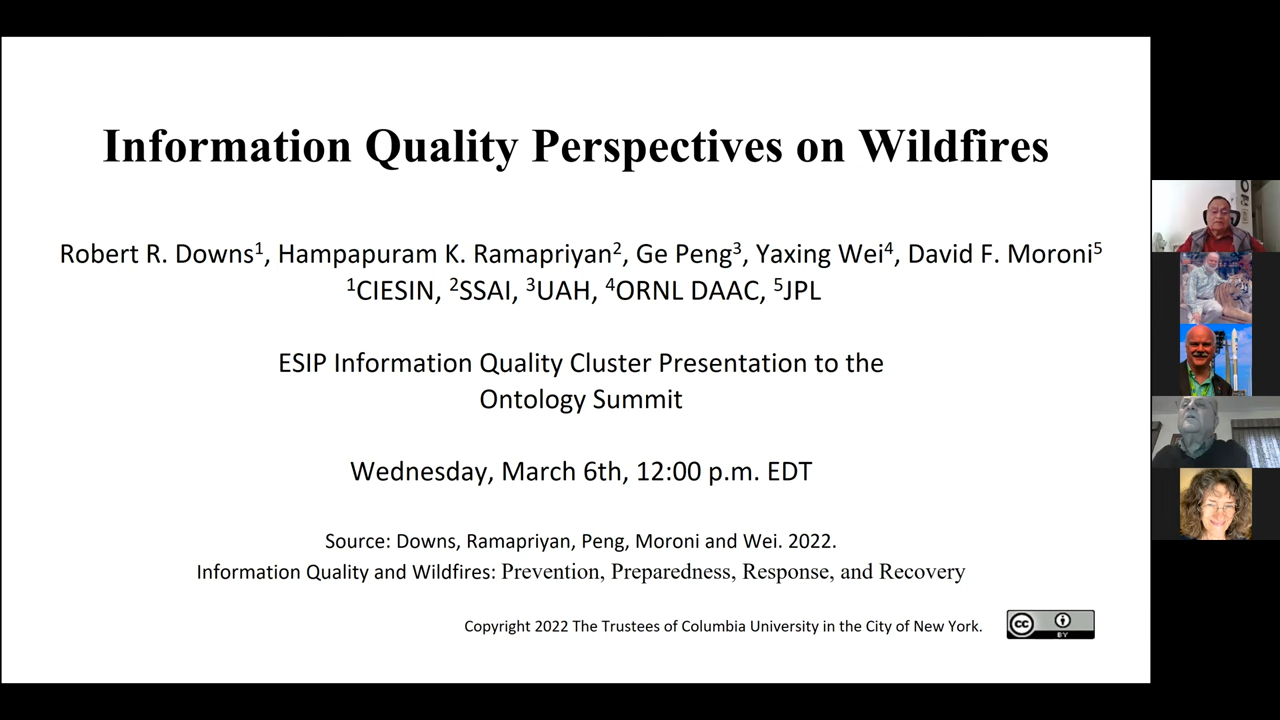 Information Quality Perspectives on Wildfires
Robert R. Downs1, Hampapuram K. Ramapriyan2, Ge Peng3, Yaxing Wei4, David F. Moroni5
1CIESIN, 2SSAI, 3UAH, 4ORNL DAAC, 5JPL
ESIP Information Quality Cluster Presentation to the
Ontology Summit
Wednesday, March 6th, 12:00 p.m. EDT
Source: Downs, Ramapriyan, Peng, Moroni and Wei. 2022.
Information Quality and Wildfires: Prevention, Preparedness, Response, and Recovery
Copyright 2022 The Trustees of Columbia University in the City of New York.
cc BY